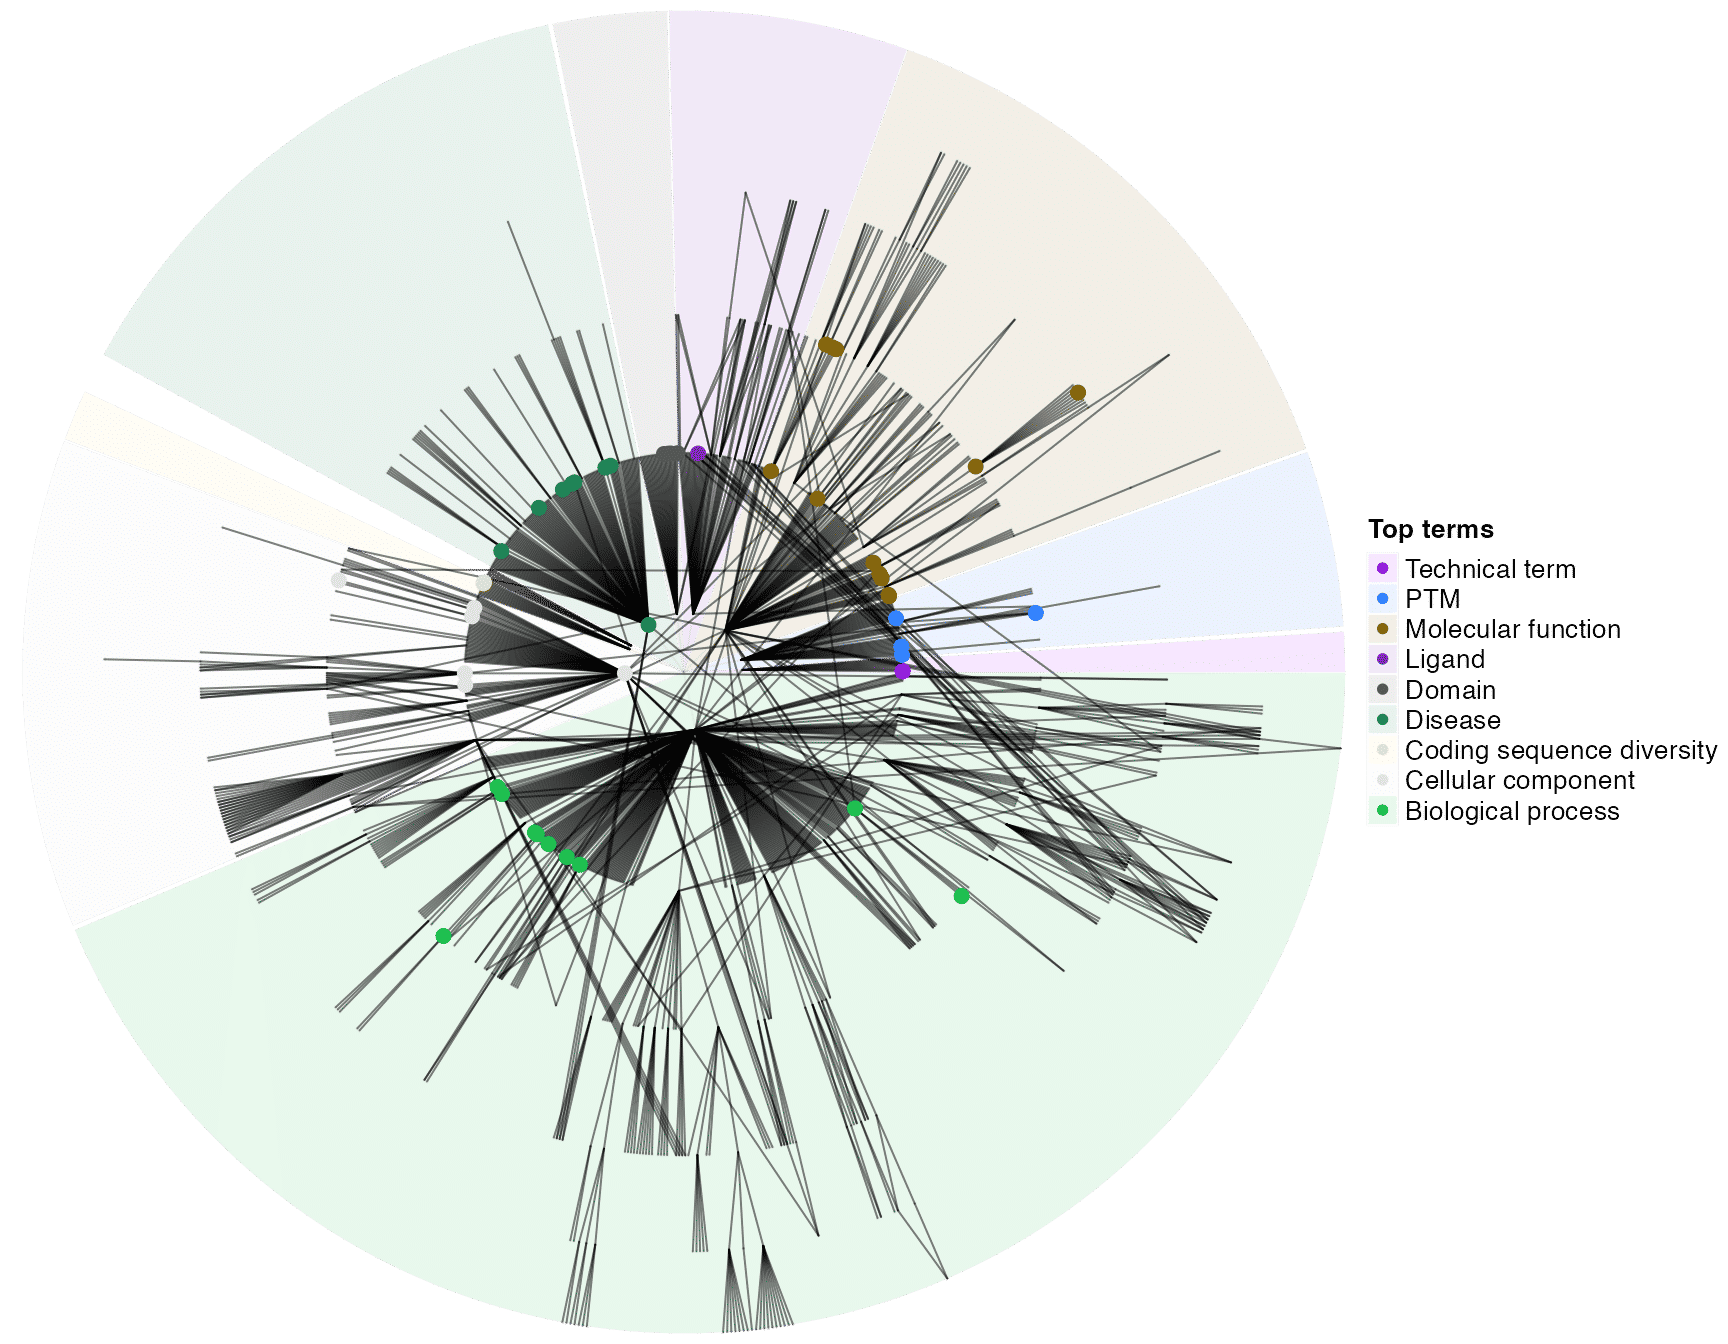 Top terms
Technical term
PTM
Molecular function
Ligand
Domain
Disease
Coding sequence diversity
Cellular component
Biological process